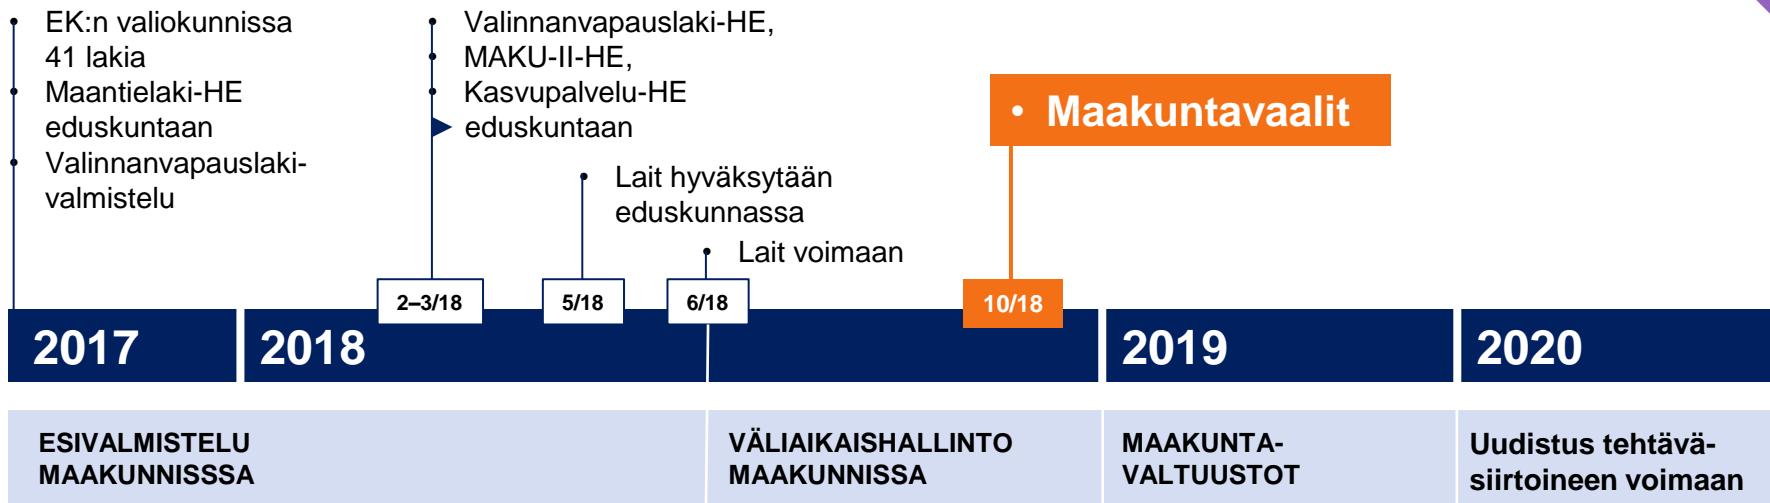 • EK:n valiokunnissa
41 lakia
• Maantielaki-HE
eduskuntaan
• Valinnanvapauslaki-
valmistelu
• Valinnanvapauslaki-HE,
• MAKU-II-HE,
• Kasvupalvelu-HE
eduskuntaan
• Lait hyväksytään
eduskunnassa
• Lait voimaan
• Maakuntavaalit
2–3/18
5/18
6/18
10/18
2017
2018
2019
2020
ESIVALMISTELU
MAAKUNNISSSA
VÄLIAIKAISHALLINTO
MAAKUNNISSA
MAAKUNTA-
VALTUUSTOT
Uudistus tehtävä-
siirtoineen voimaan